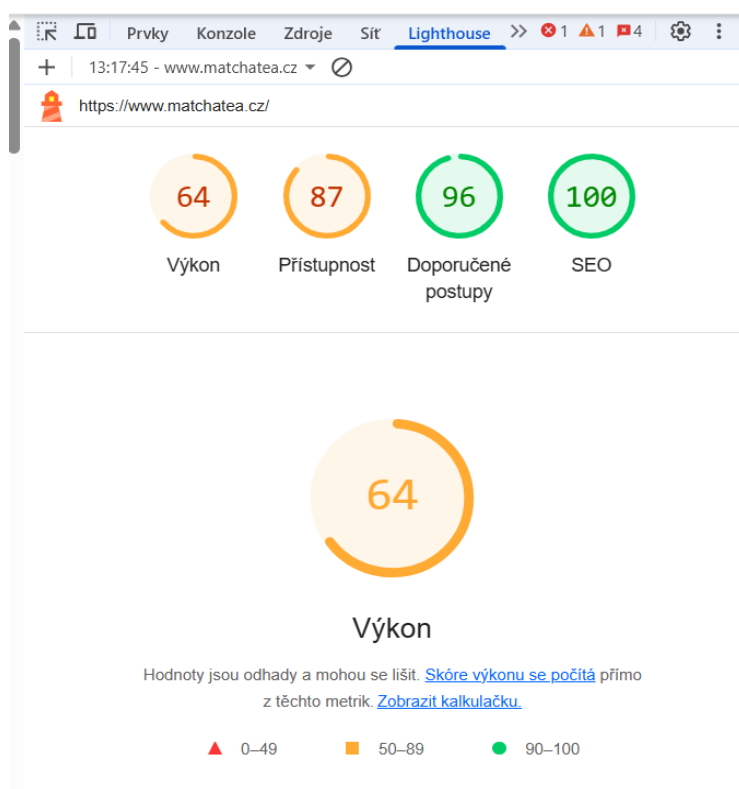 Prvky Konzole Zdroje Síť Lighthouse 1 1 4
13:17:45 - www.matchatea.cz
https://www.matchatea.cz/
64 87 96 100
Výkon Přístupnost Doporučené postupy SEO
64
Výkon
Hodnoty jsou odhady a mohou se lišit. Skóre výkonu se počítá přímo
z těchto metrik. Zobrazit kalkulačku.
0–49 50–89 90–100